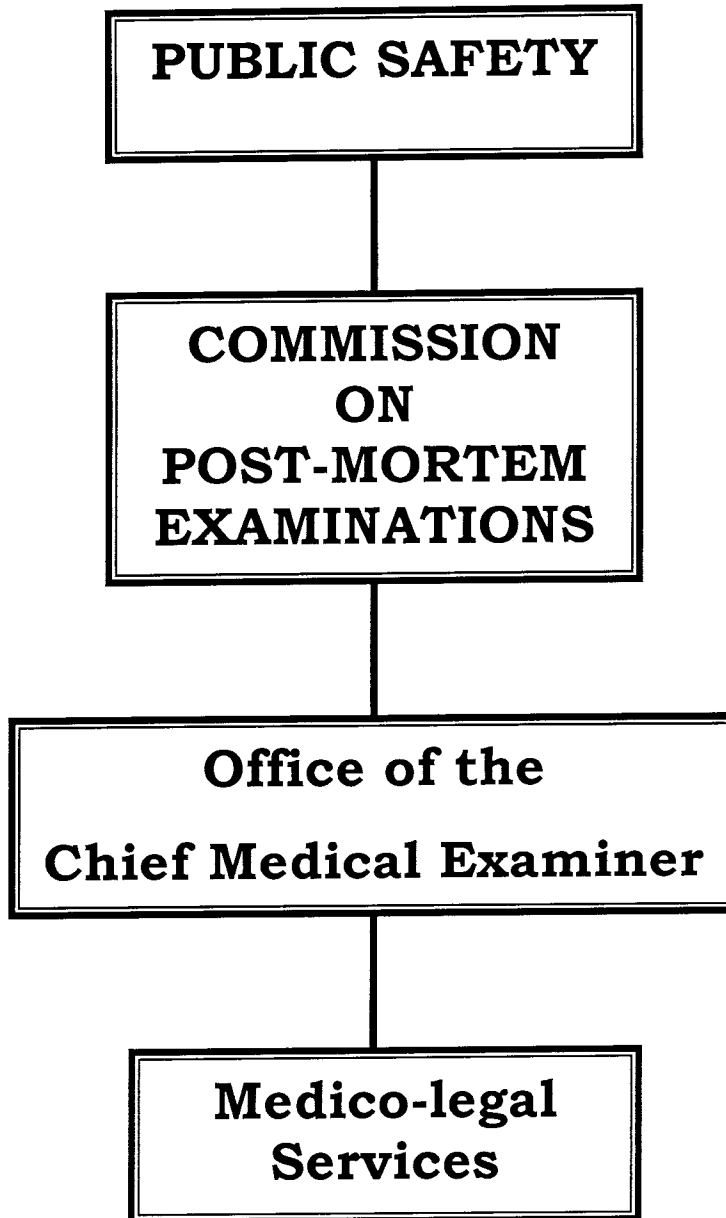 PUBLIC SAFETY
COMMISSION
ON
POST-MORTEM
EXAMINATIONS
Office of the
Chief Medical Examiner
Medico-legal
Services